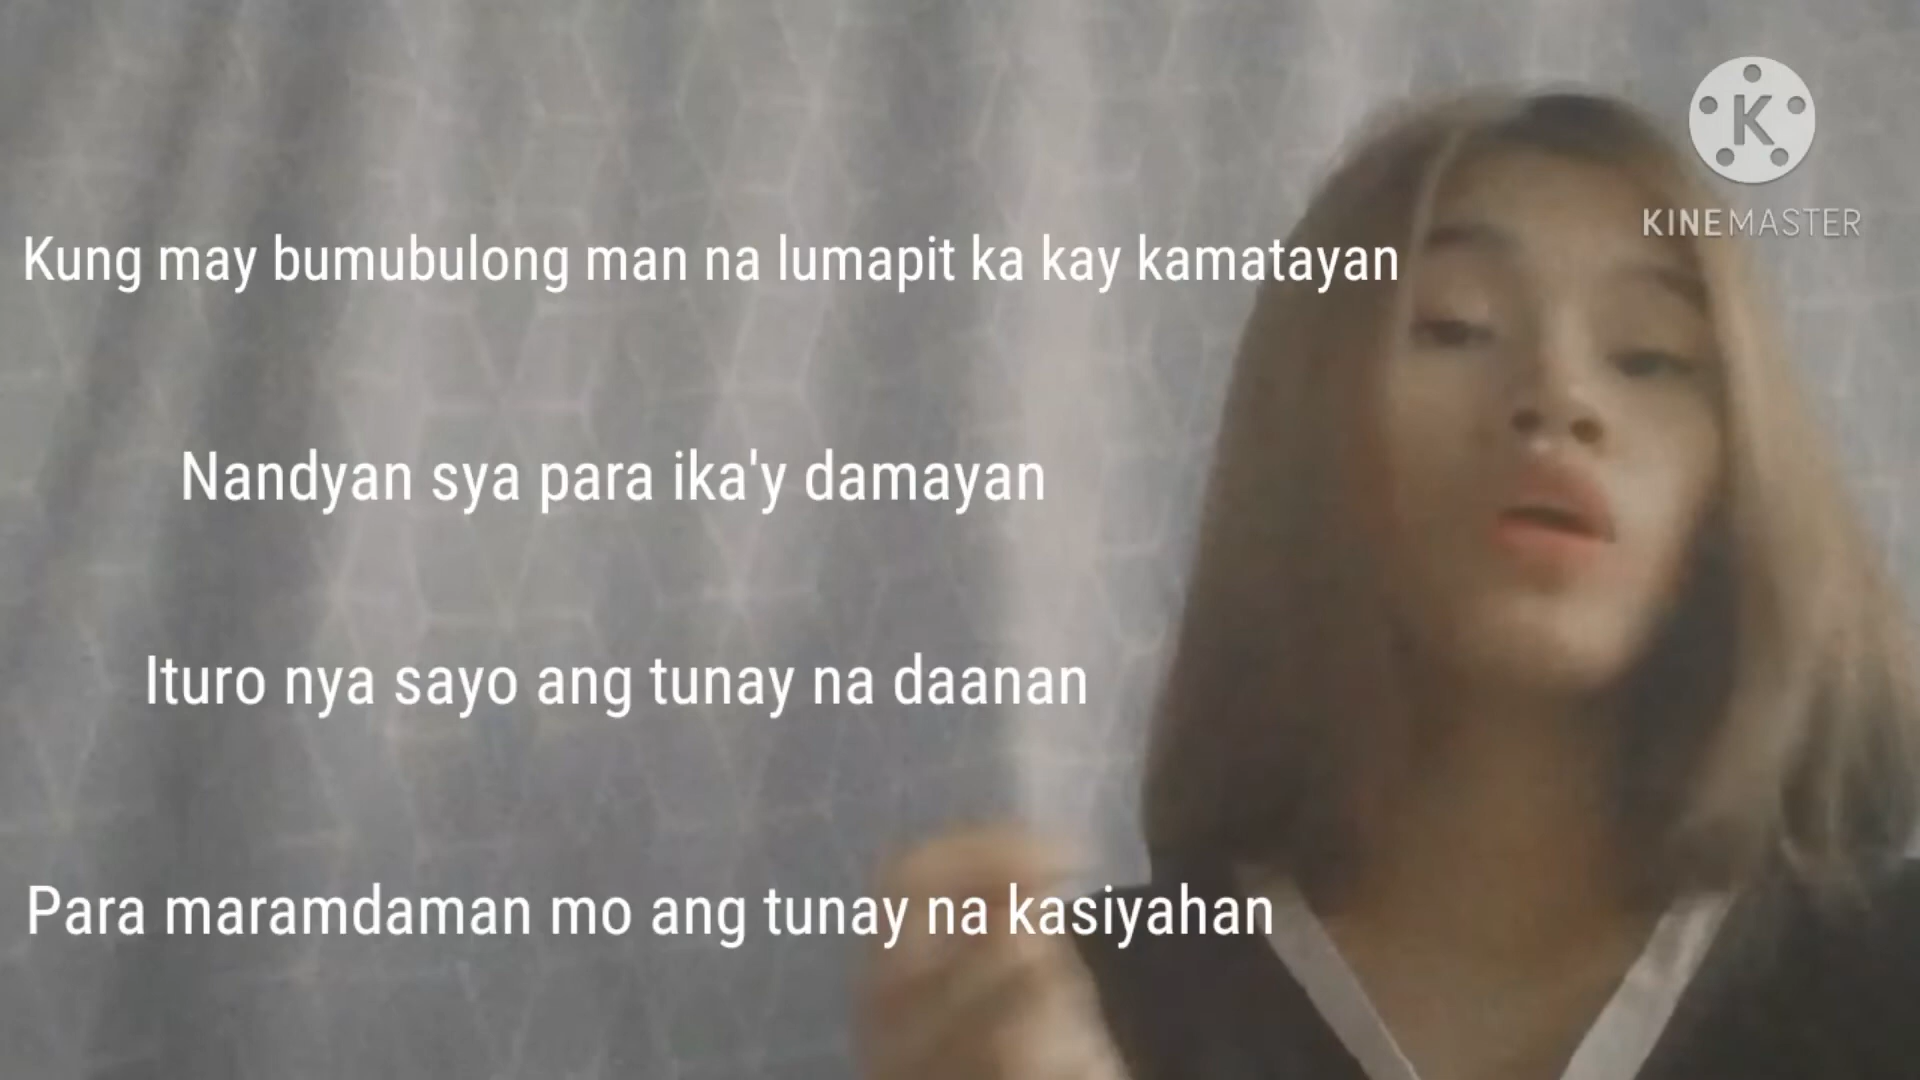 K
KINEMASTER
Kung may bumubulong man na lumapit ka kay kamatayan
Nandyan sya para ika'y damayan
Ituro nya sayo ang tunay na daanan
Para maramdaman mo ang tunay na kasiyahan